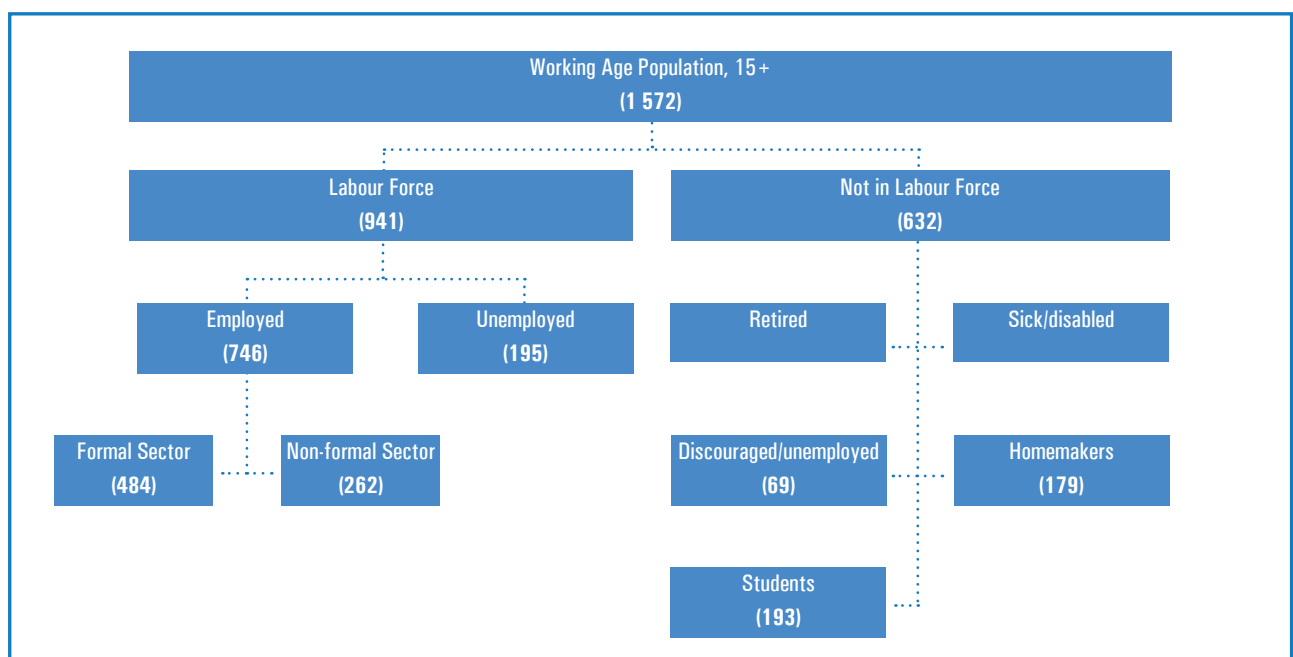 Working Age Population, 15+
(1 572)
Labour Force
(941)
Not in Labour Force
(632)
Employed
(746)
Unemployed
(195)
Retired
Sick/disabled
Formal Sector
(484)
Non-formal Sector
(262)
Discouraged/unemployed
(69)
Homemakers
(179)
Students
(193)